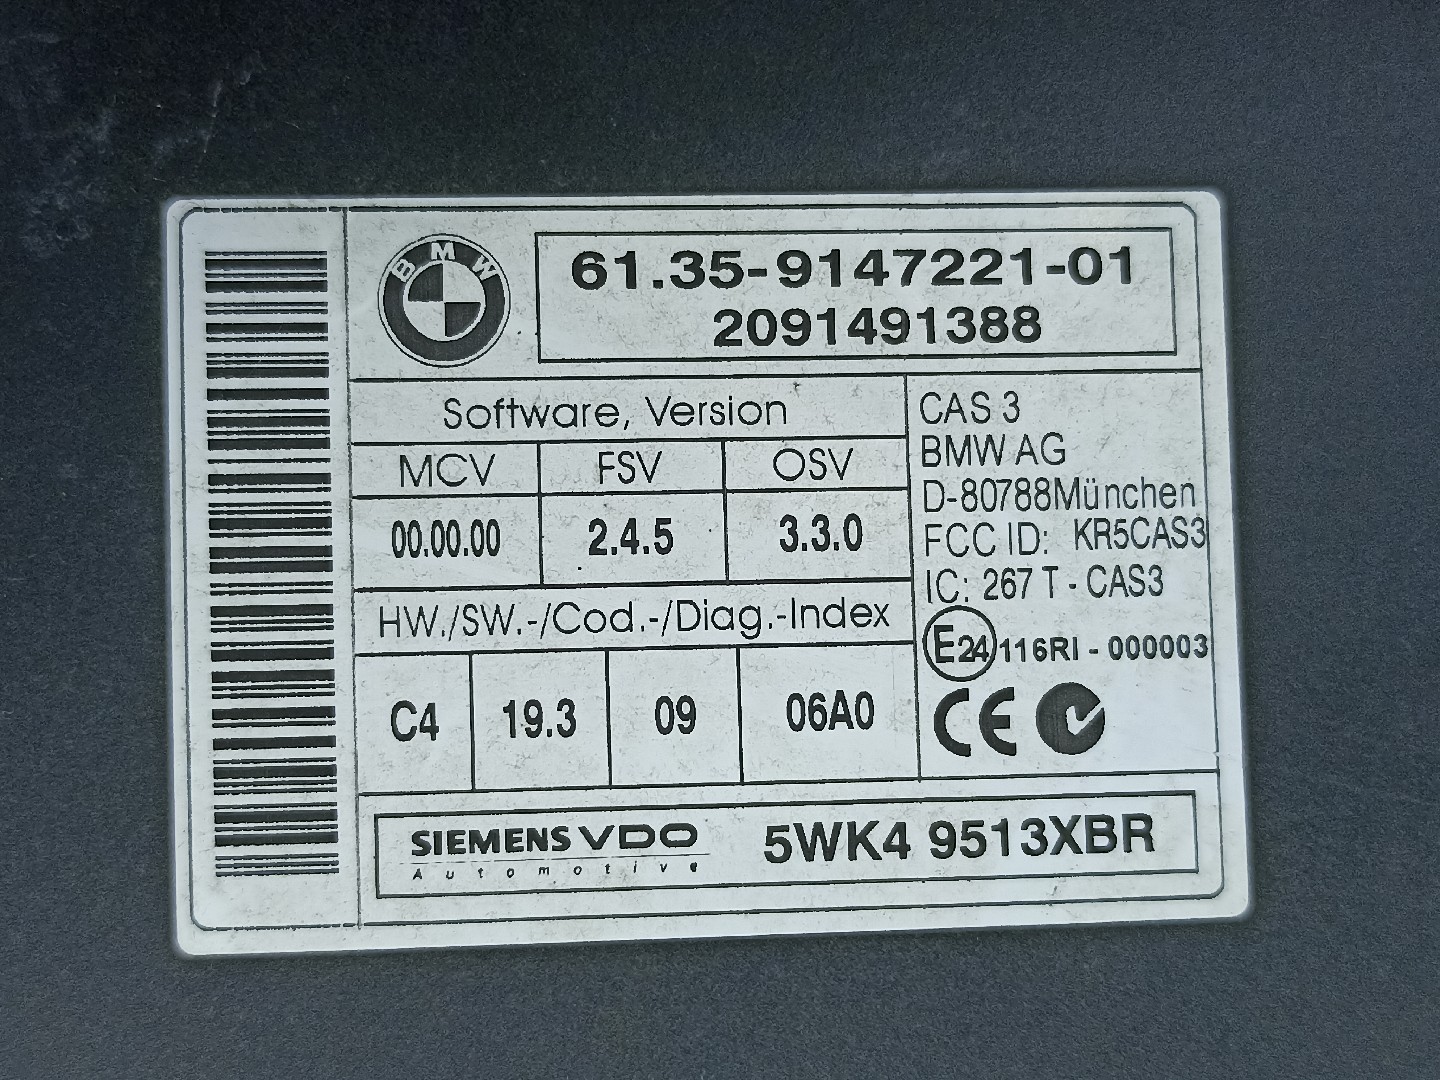 BMW
61.35-9147221-01
2091491388
Software, Version
MCV FSV OSV
00.00.00 2.4.5 3.3.0
HW./SW.-/Cod.-/Diag.-Index
C4 19.3 09 06A0
CAS 3
BMW AG
D-80788München
FCC ID: KR5CAS3
IC: 267 T - CAS3
E24 116RI - 000003
CE
SIEMENS VDO
Automotive
5WK4 9513XBR